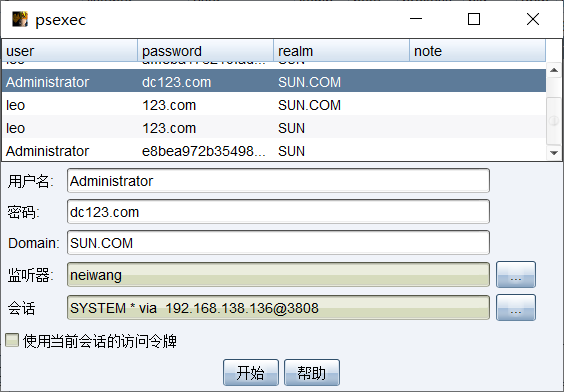 psexec
user password realm note
Administrator dc123.com SUN.COM
leo 123.com SUN.COM
leo 123.com SUN
Administrator e8bea972b35498... SUN
用户名: Administrator
密码: dc123.com
Domain: SUN.COM
监听器: neiwang ...
会话 SYSTEM * via 192.168.138.136@3808 ...
使用当前会话的访问令牌
开始 帮助